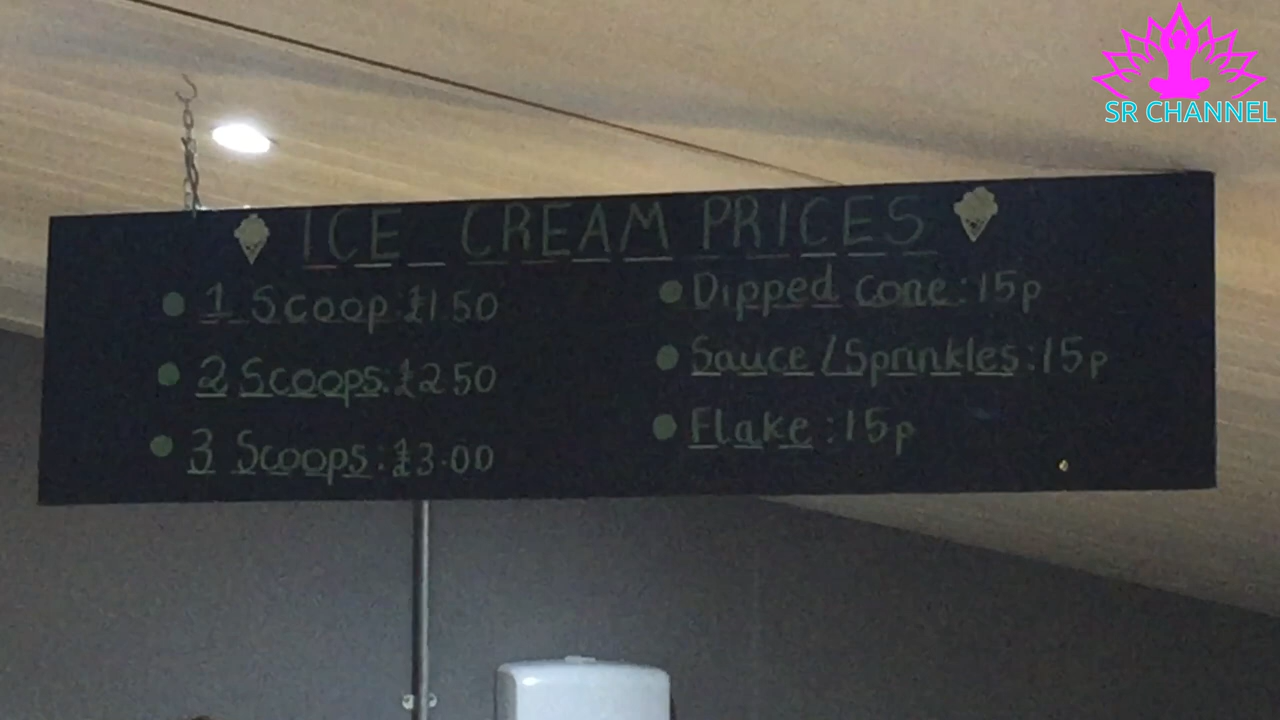 SR CHANNEL
ICE CREAM PRICES
1 Scoop: £1.50
2 Scoops: £2.50
3 Scoops: £3.00
Dipped cone: 15p
Sauce/Sprinkles: 15p
Flake: 15p